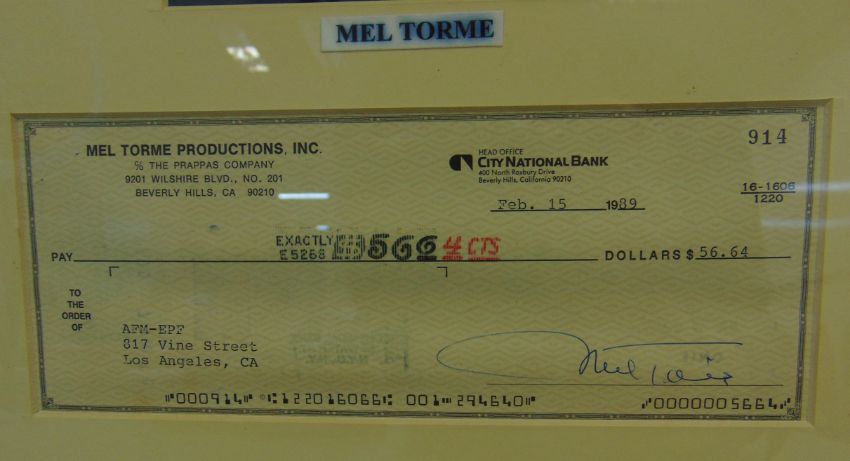 MEL TORME
914
MEL TORME PRODUCTIONS, INC.
% THE PRAPPAS COMPANY
9201 WILSHIRE BLVD., NO. 201
BEVERLY HILLS, CA 90210
HEAD OFFICE
CITY NATIONAL BANK
400 North Roxbury Drive
Beverly Hills, California 90210
16-1606
1220
Feb. 15 1989
EXACTLY
E5268
PAY 4 CTS DOLLARS $ 56.64
TO
THE
ORDER
OF
AFM-EPF
817 Vine Street
Los Angeles, CA
Mel Torme
⑈000914⑈ ⑆122016066⑆ 001⑉294640⑈ ⑈0000005664⑈